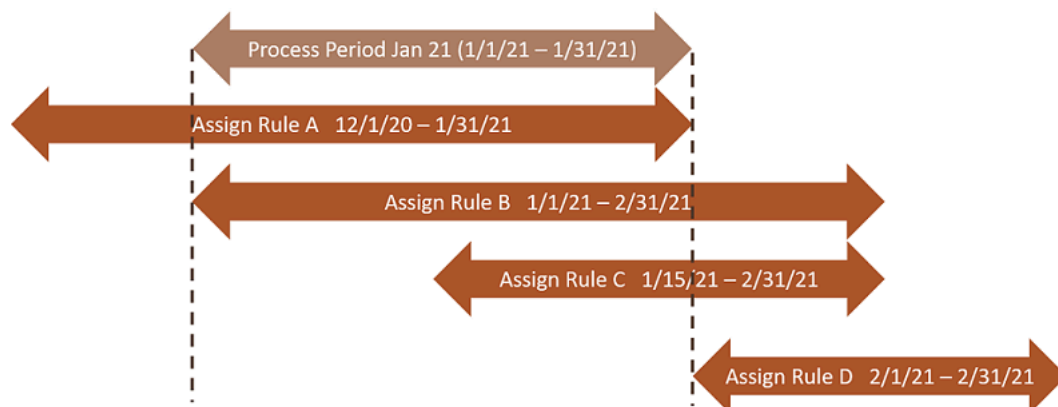 Process Period Jan 21 (1/1/21 – 1/31/21)
Assign Rule A   12/1/20 – 1/31/21
Assign Rule B   1/1/21 – 2/31/21
Assign Rule C   1/15/21 – 2/31/21
Assign Rule D   2/1/21 – 2/31/21